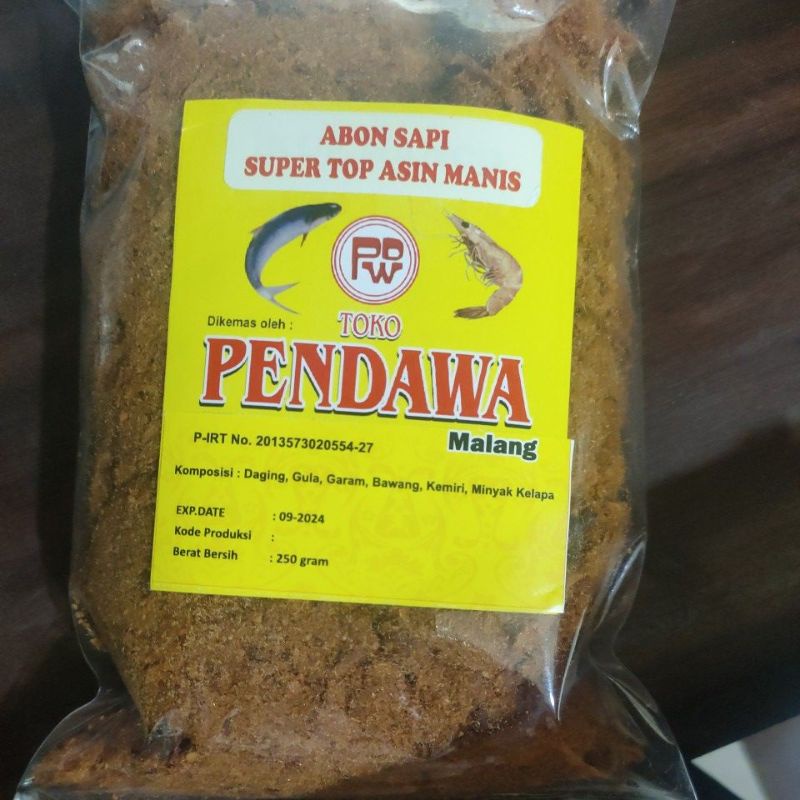 ABON SAPI
SUPER TOP ASIN MANIS
PDW
Dikemas oleh :
TOKO
PENDAWA
Malang
P-IRT No. 2013573020554-27
Komposisi : Daging, Gula, Garam, Bawang, Kemiri, Minyak Kelapa
EXP.DATE : 09-2024
Kode Produksi :
Berat Bersih : 250 gram